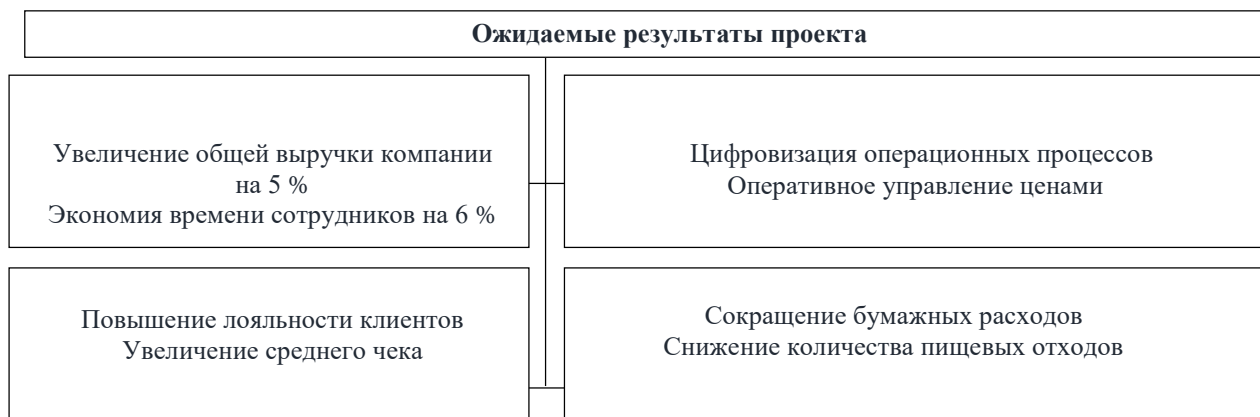 Ожидаемые результаты проекта
Увеличение общей выручки компании
на 5 %
Экономия времени сотрудников на 6 %
Цифровизация операционных процессов
Оперативное управление ценами
Повышение лояльности клиентов
Увеличение среднего чека
Сокращение бумажных расходов
Снижение количества пищевых отходов